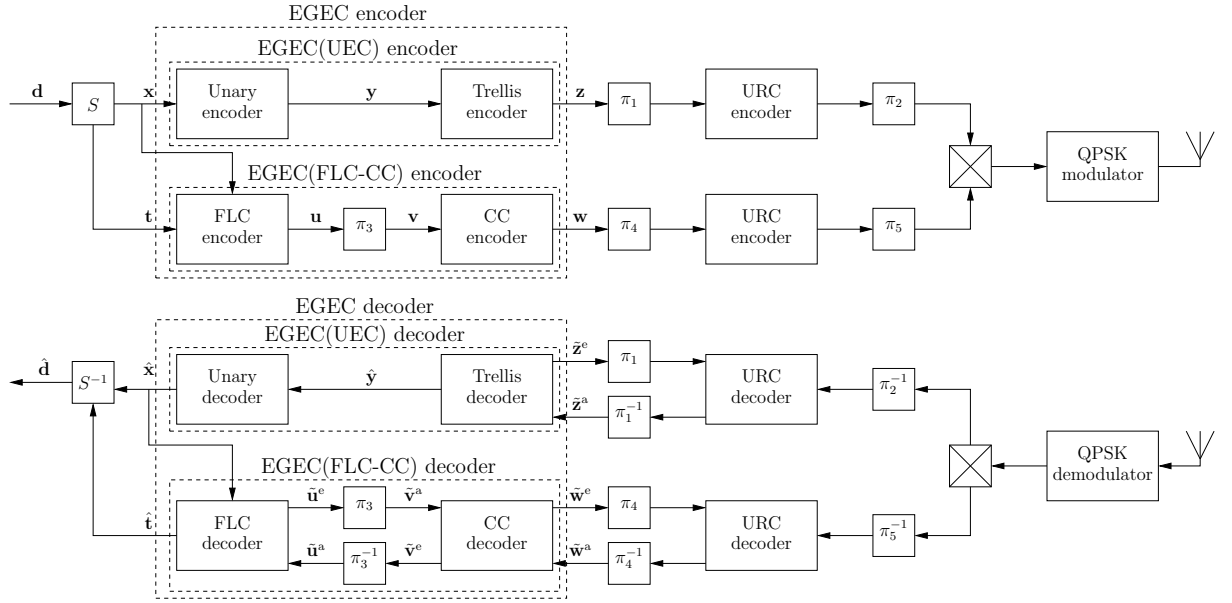 EGEC encoder
EGEC(UEC) encoder
d
S
x
Unary encoder
y
Trellis encoder
z
π₁
URC encoder
π₂
QPSK modulator
EGEC(FLC-CC) encoder
t
FLC encoder
u
π₃
v
CC encoder
w
π₄
URC encoder
π₅
EGEC decoder
EGEC(UEC) decoder
d̂
S⁻¹
x̂
Unary decoder
ŷ
Trellis decoder
z̃ᵉ
π₁
z̃ᵃ
π₁⁻¹
URC decoder
π₂⁻¹
QPSK demodulator
EGEC(FLC-CC) decoder
t̂
FLC decoder
ũᵉ
π₃
ṽᵃ
ũᵃ
π₃⁻¹
ṽᵉ
CC decoder
w̃ᵉ
π₄
w̃ᵃ
π₄⁻¹
URC decoder
π₅⁻¹